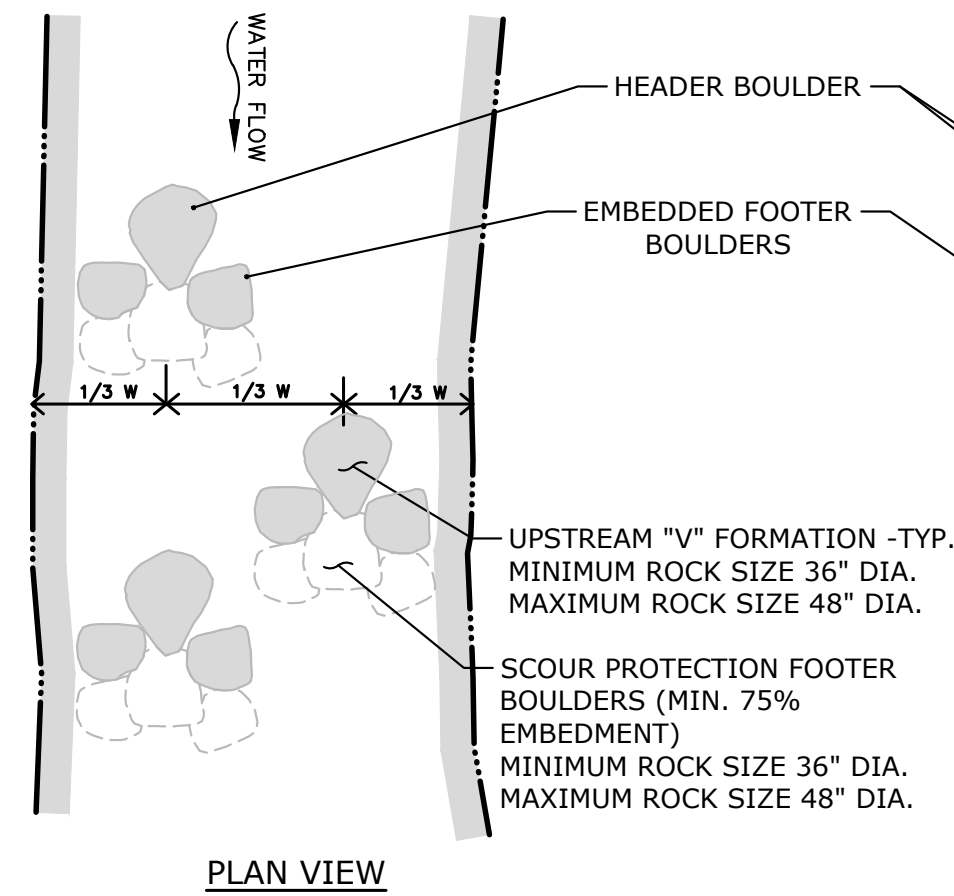 WATER FLOW
HEADER BOULDER
EMBEDDED FOOTER
BOULDERS
1/3 W
1/3 W
1/3 W
UPSTREAM "V" FORMATION -TYP.
MINIMUM ROCK SIZE 36" DIA.
MAXIMUM ROCK SIZE 48" DIA.
SCOUR PROTECTION FOOTER
BOULDERS (MIN. 75%
EMBEDMENT)
MINIMUM ROCK SIZE 36" DIA.
MAXIMUM ROCK SIZE 48" DIA.
PLAN VIEW